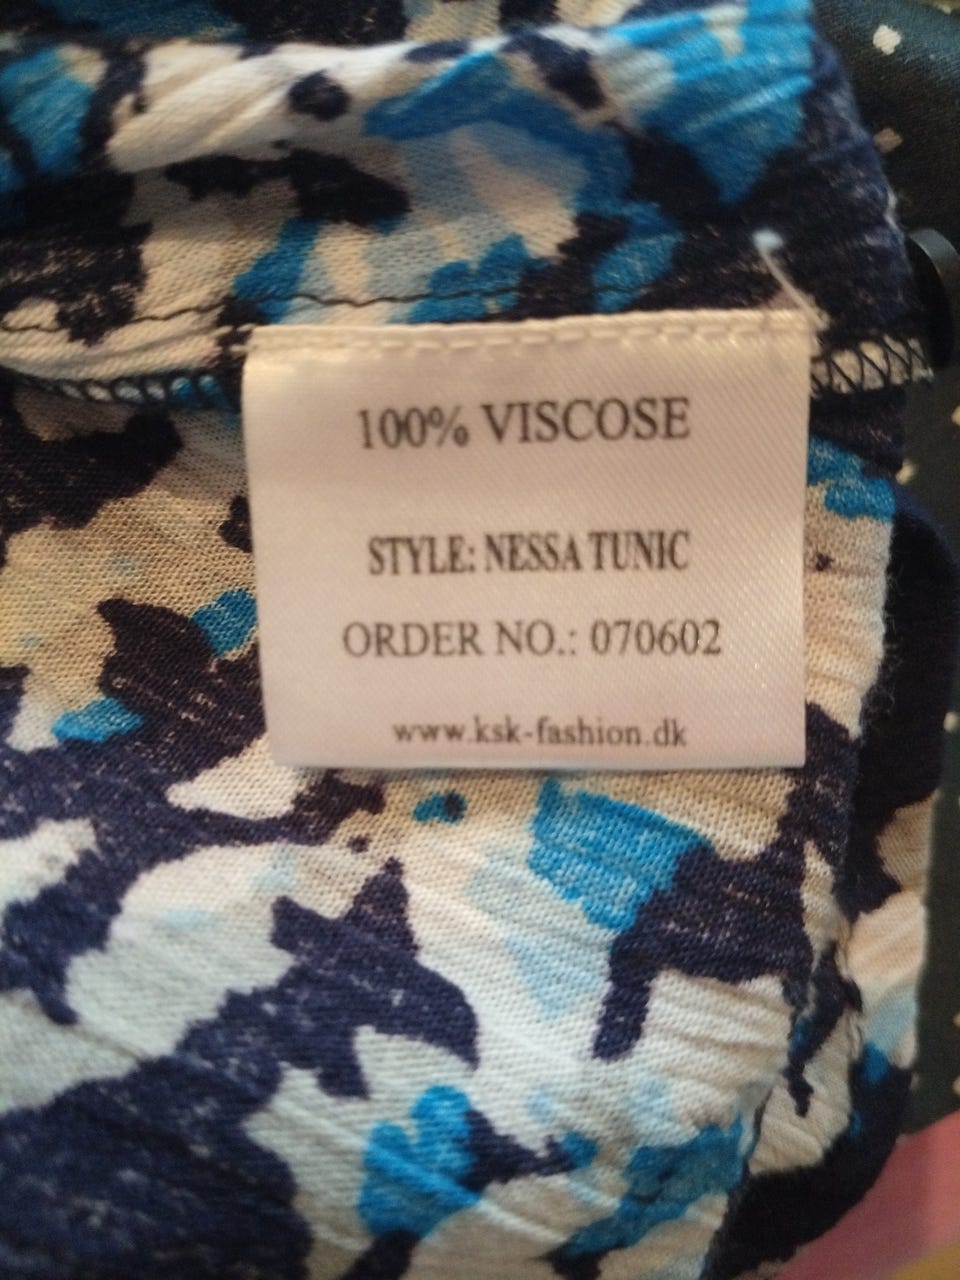 100% VISCOSE
STYLE: NESSA TUNIC
ORDER NO.: 070602
www.ksk-fashion.dk